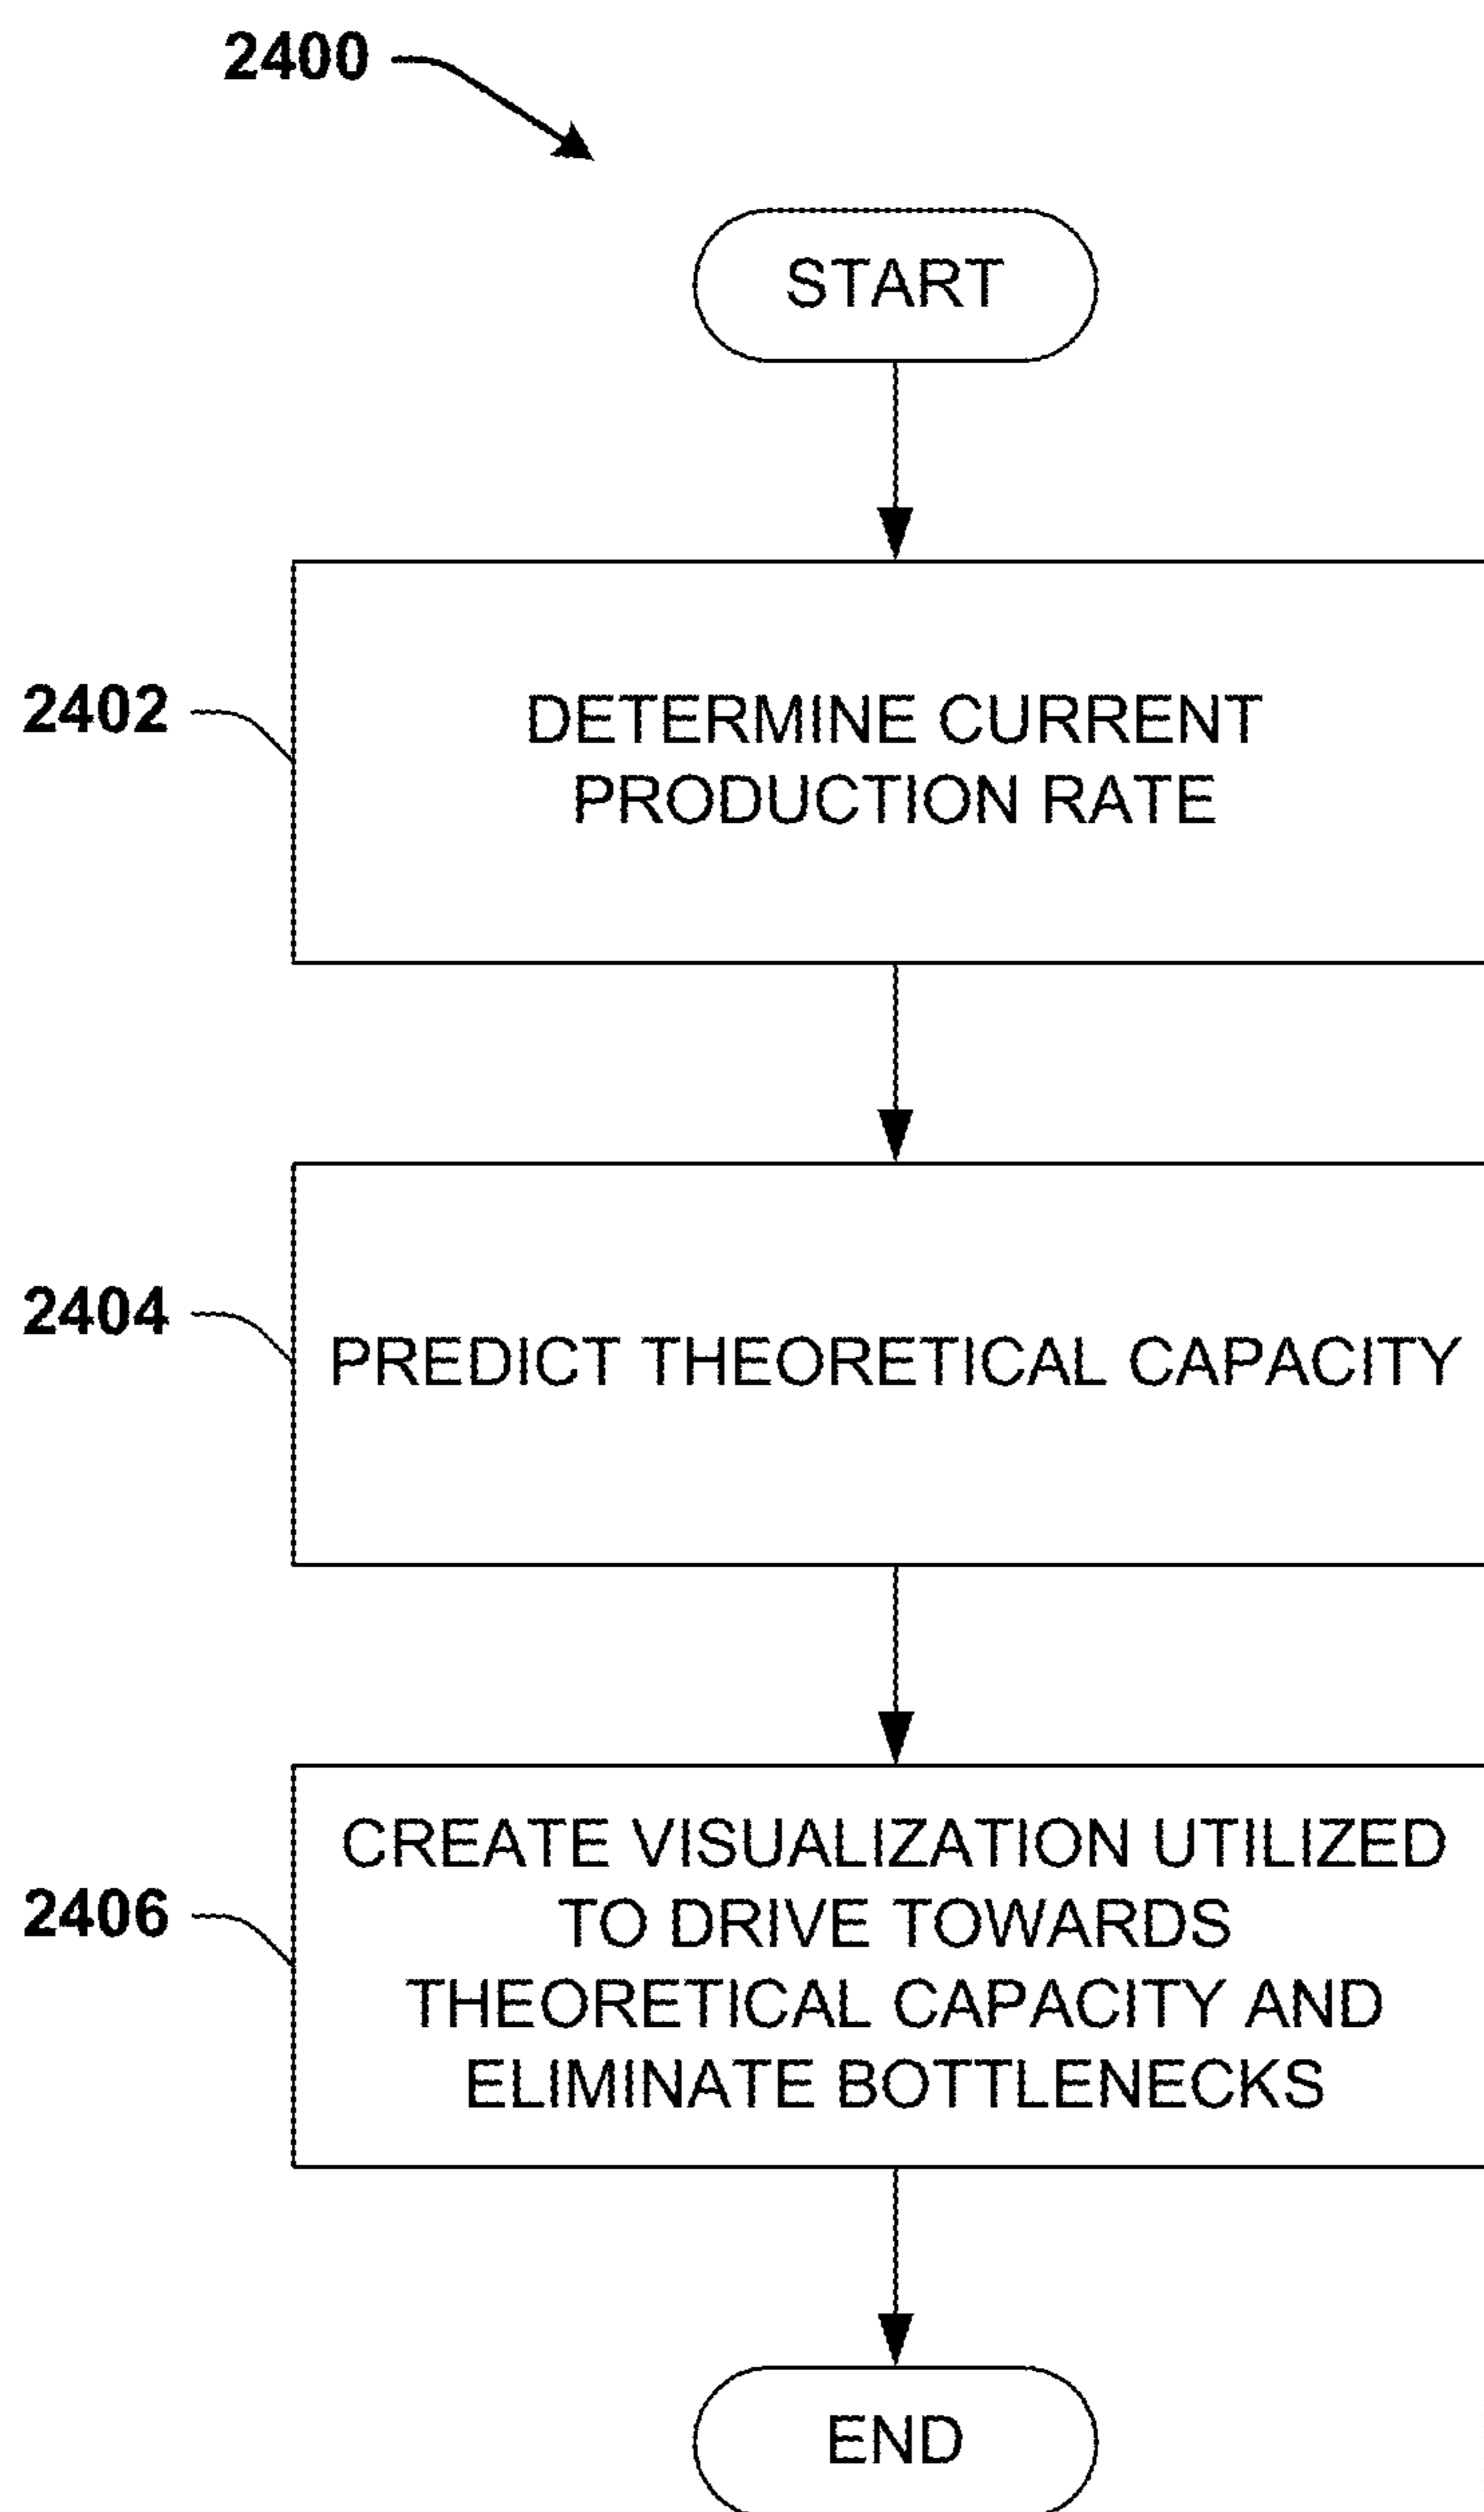 2400
START
2402
DETERMINE CURRENT
PRODUCTION RATE
2404
PREDICT THEORETICAL CAPACITY
CREATE VISUALIZATION UTILIZED
2406
TO DRIVE TOWARDS
THEORETICAL CAPACITY AND
ELIMINATE BOTTLENECKS
END